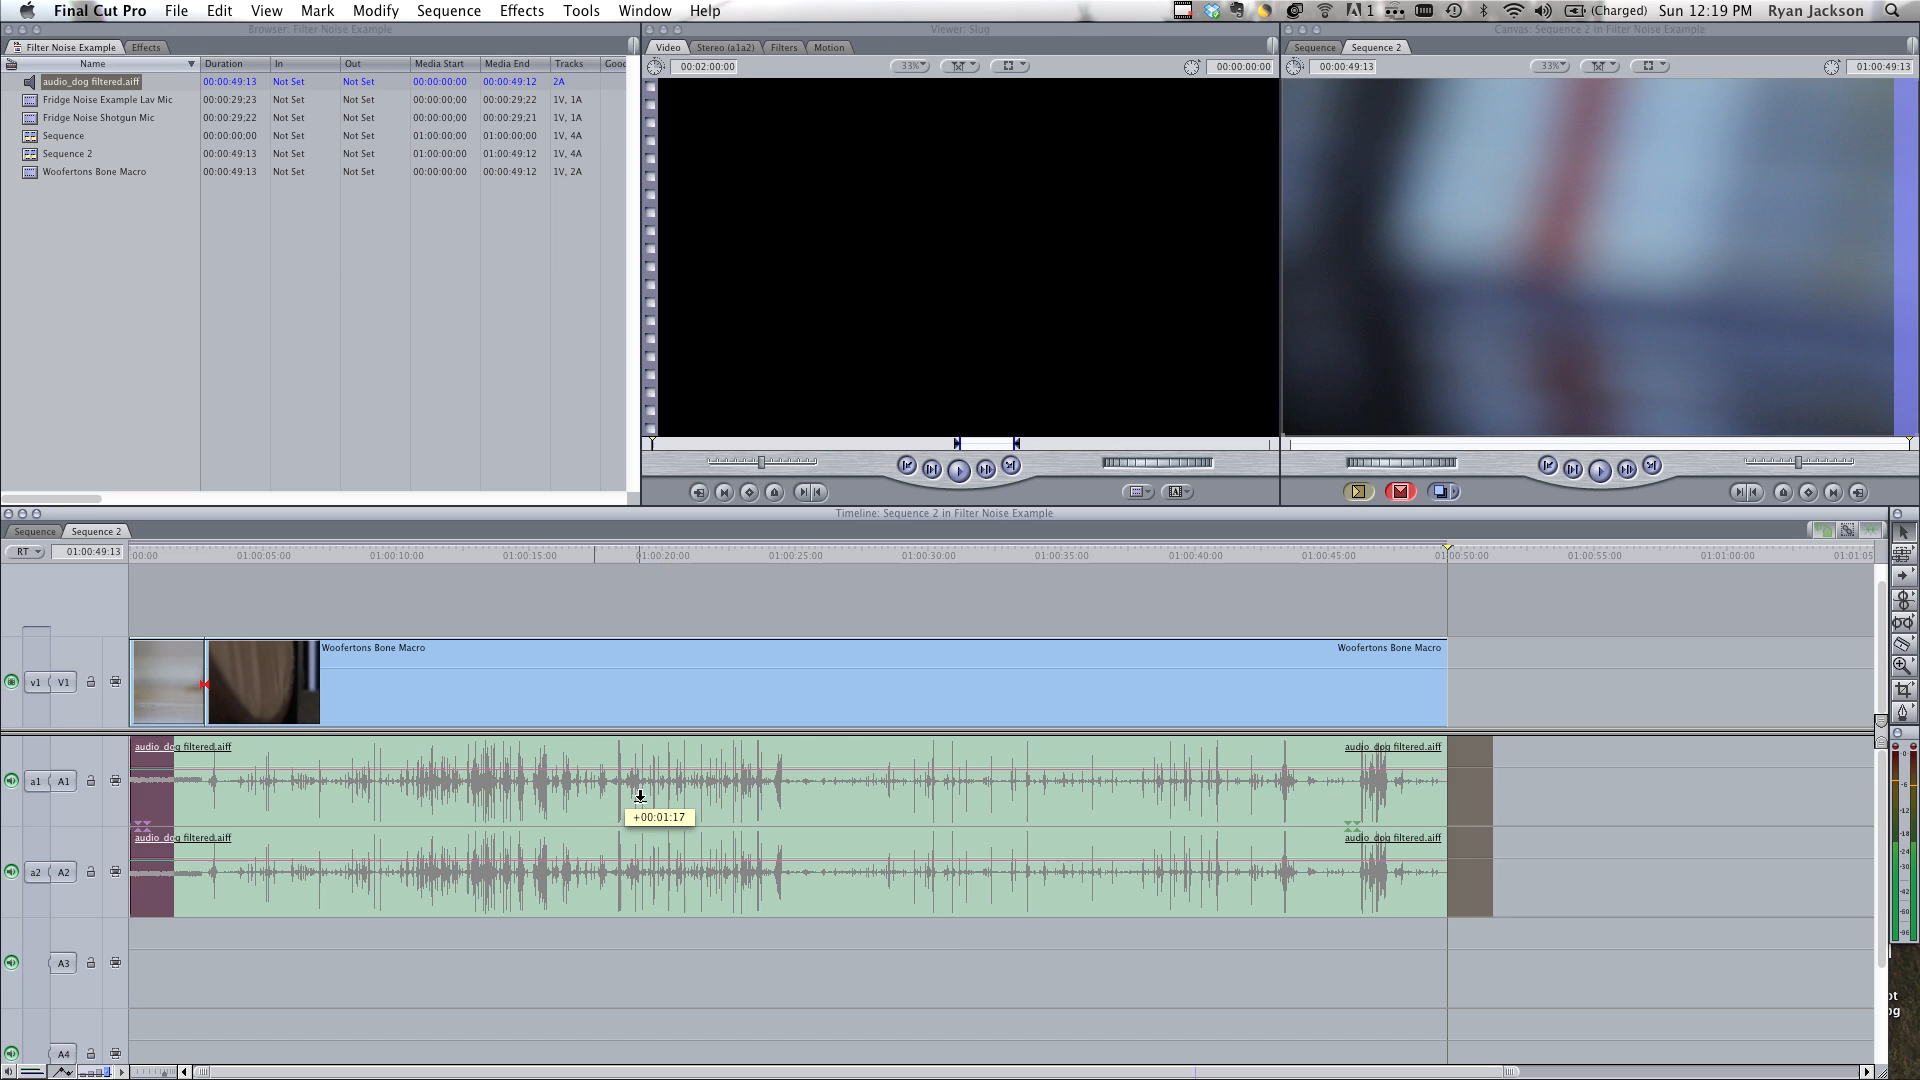 Final Cut Pro File Edit View Mark Modify Sequence Effects Tools Window Help 1 (Charged) Sun 12:19 PM Ryan Jackson
Browser: Filter Noise Example
Filter Noise Example Effects
Name Duration In Out Media Start Media End Tracks Good
audio_dog filtered.aiff 00:00:49:13 Not Set Not Set 00:00:00:00 00:00:49:12 2A
Fridge Noise Example Lav Mic 00:00:29;23 Not Set Not Set 00:00:00;00 00:00:29;22 1V, 1A
Fridge Noise Shotgun Mic 00:00:29;22 Not Set Not Set 00:00:00;00 00:00:29;21 1V, 1A
Sequence 00:00:00;00 Not Set Not Set 01:00:00;00 01:00:00;00 1V, 4A
Sequence 2 00:00:49:13 Not Set Not Set 01:00:00:00 01:00:49:12 1V, 4A
Woofertons Bone Macro 00:00:49:13 Not Set Not Set 00:00:00:00 00:00:49:12 1V, 2A
Viewer: Slug
Video Stereo (a1a2) Filters Motion
00:02:00:00 33% 00:00:00:00
Canvas: Sequence 2 in Filter Noise Example
Sequence Sequence 2
00:00:49:13 33% 01:00:49:13
Timeline: Sequence 2 in Filter Noise Example
Sequence Sequence 2
RT 01:00:49:13 :00:00 01:00:05:00 01:00:10:00 01:00:15:00 01:00:20:00 01:00:25:00 01:00:30:00 01:00:35:00 01:00:40:00 01:00:45:00 01:00:50:00 01:00:55:00 01:01:00:00 01:01:05
v1 V1 Woofertons Bone Macro Woofertons Bone Macro
audio_dog filtered.aiff audio_dog filtered.aiff
a1 A1
+00:01:17
audio_dog filtered.aiff audio_dog filtered.aiff
a2 A2
A3
A4
0
-6
-12
-18
-24
-30
-42
-60
-96